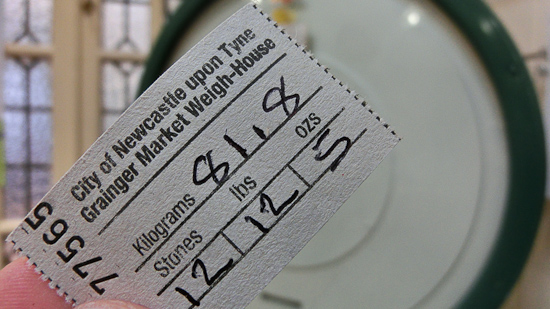 City of Newcastle upon Tyne
Grainger Market Weigh-House
Kilograms 81.8
Stones lbs ozs
12 12 5
77565